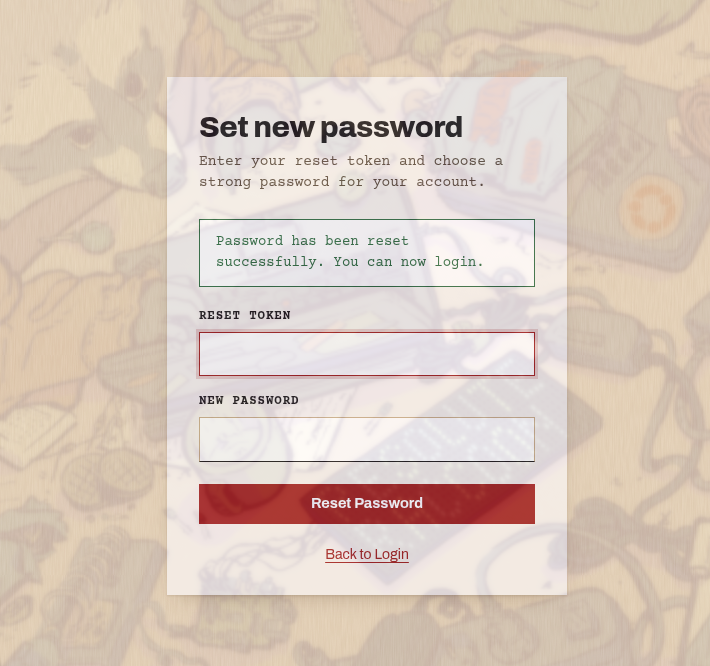 Set new password
Enter your reset token and choose a
strong password for your account.
Password has been reset
successfully. You can now login.
RESET TOKEN
NEW PASSWORD
Reset Password
Back to Login